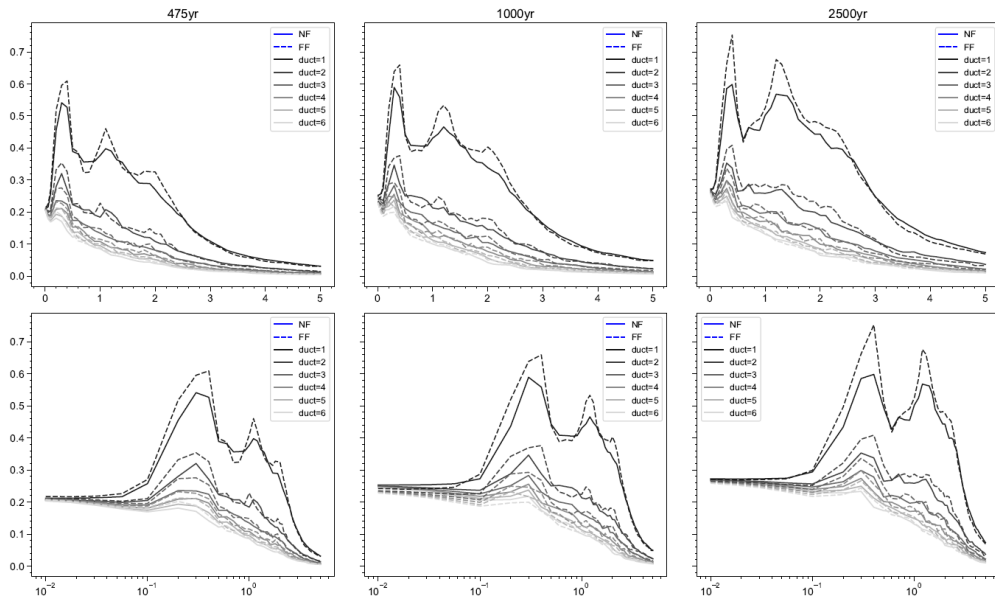 475yr
1000yr
2500yr
0.7
0.6
0.5
0.4
0.3
0.2
0.1
0.0
NF
FF
duct=1
duct=2
duct=3
duct=4
duct=5
duct=6
NF
FF
duct=1
duct=2
duct=3
duct=4
duct=5
duct=6
NF
FF
duct=1
duct=2
duct=3
duct=4
duct=5
duct=6
0 1 2 3 4 5
0 1 2 3 4 5
0 1 2 3 4 5
0.7
0.6
0.5
0.4
0.3
0.2
0.1
0.0
NF
FF
duct=1
duct=2
duct=3
duct=4
duct=5
duct=6
NF
FF
duct=1
duct=2
duct=3
duct=4
duct=5
duct=6
NF
FF
duct=1
duct=2
duct=3
duct=4
duct=5
duct=6
10⁻² 10⁻¹ 10⁰
10⁻² 10⁻¹ 10⁰
10⁻² 10⁻¹ 10⁰